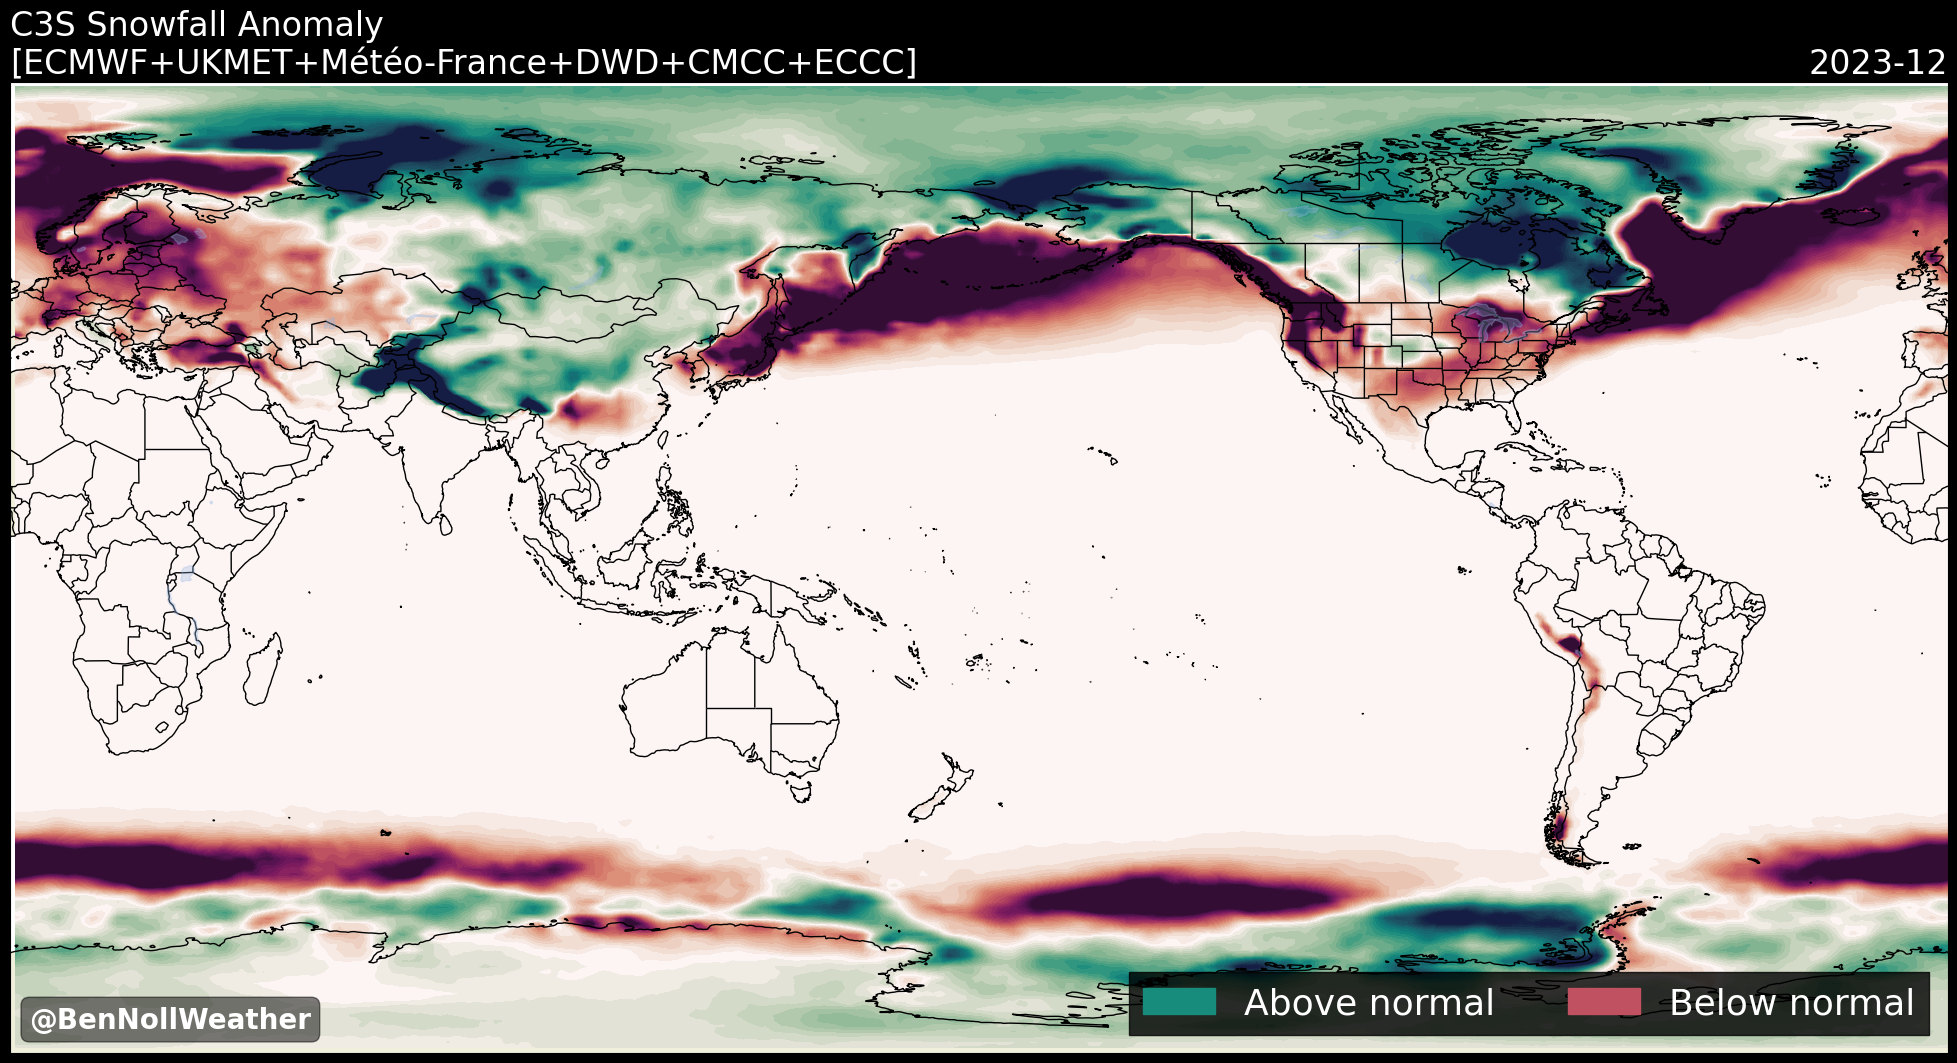 C3S Snowfall Anomaly
[ECMWF+UKMET+Météo-France+DWD+CMCC+ECCC]
2023-12
@BenNollWeather
Above normal
Below normal